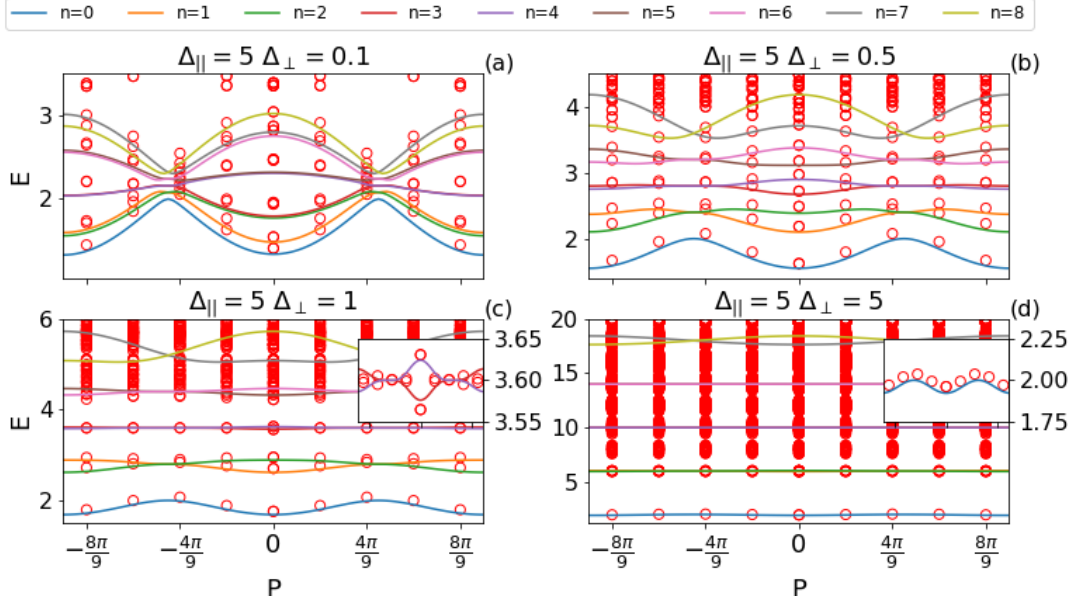 n=0 n=1 n=2 n=3 n=4 n=5 n=6 n=7 n=8
Δ|| = 5 Δ⊥ = 0.1 (a)
Δ|| = 5 Δ⊥ = 0.5 (b)
E
3
2
4
3
2
Δ|| = 5 Δ⊥ = 1 (c)
Δ|| = 5 Δ⊥ = 5 (d)
E
6
4
2
3.65
3.60
3.55
20
15
10
5
2.25
2.00
1.75
−8π/9 −4π/9 0 4π/9 8π/9
−8π/9 −4π/9 0 4π/9 8π/9
P
P